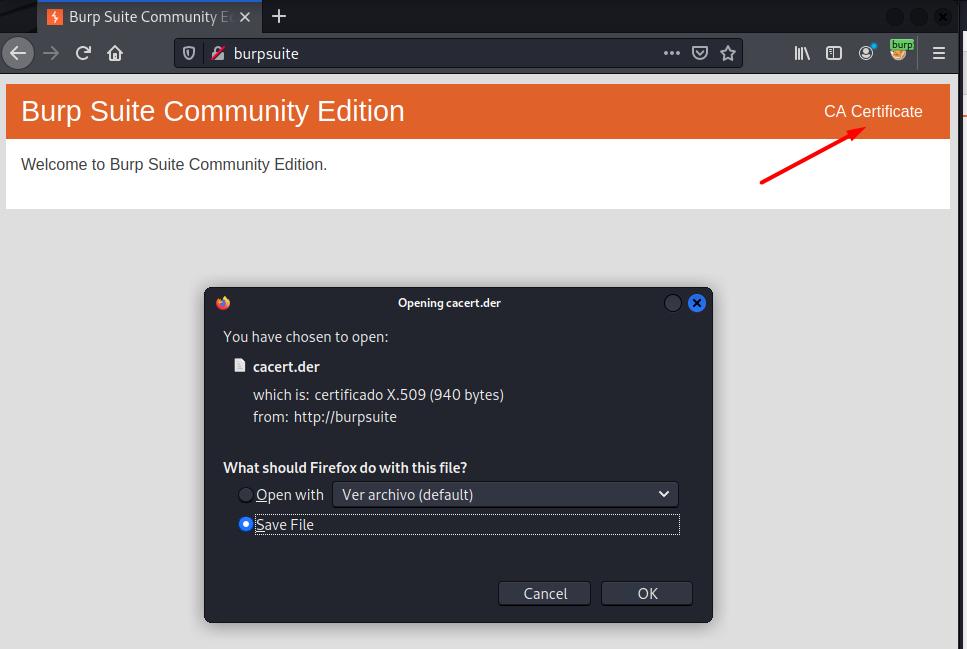 Burp Suite Community Ed
burpsuite
burp
Burp Suite Community Edition
CA Certificate
Welcome to Burp Suite Community Edition.
Opening cacert.der
You have chosen to open:
cacert.der
which is: certificado X.509 (940 bytes)
from: http://burpsuite
What should Firefox do with this file?
Open with
Ver archivo (default)
Save File
Cancel
OK